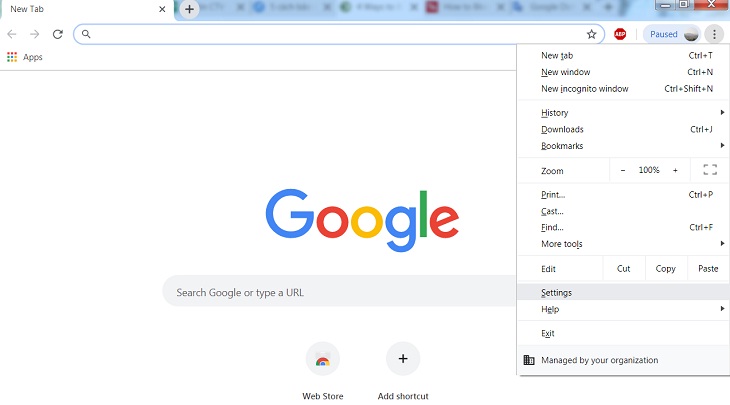 New Tab
ABP
Paused
Apps
New tab Ctrl+T
New window Ctrl+N
New incognito window Ctrl+Shift+N
History
Downloads Ctrl+J
Bookmarks
Zoom − 100% +
Print... Ctrl+P
Cast...
Find... Ctrl+F
More tools
Edit Cut Copy Paste
Settings
Help
Exit
Managed by your organization
Google
Search Google or type a URL
Web Store
Add shortcut